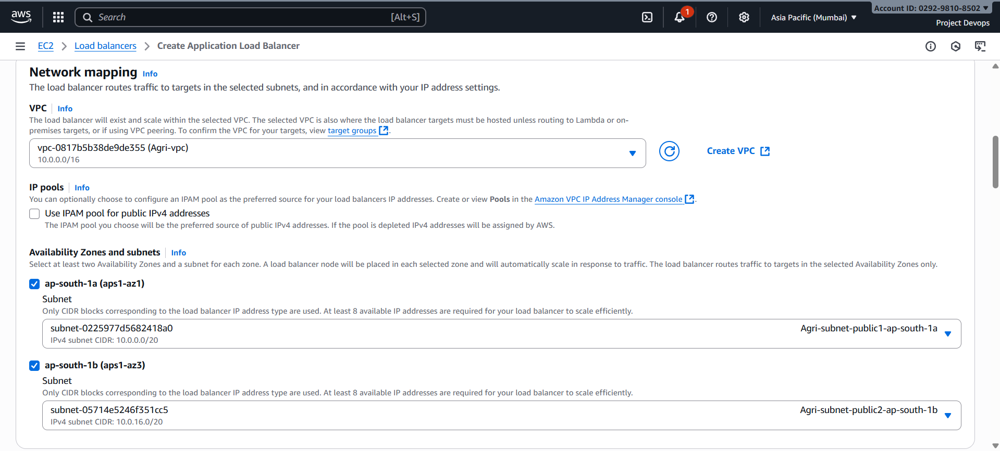 aws
Search
[Alt+S]
1
Asia Pacific (Mumbai)
Account ID: 0292-9810-8502
Project Devops
EC2
Load balancers
Create Application Load Balancer
Network mapping Info
The load balancer routes traffic to targets in the selected subnets, and in accordance with your IP address settings.
VPC Info
The load balancer will exist and scale within the selected VPC. The selected VPC is also where the load balancer targets must be hosted unless routing to Lambda or on-
premises targets, or if using VPC peering. To confirm the VPC for your targets, view target groups.
vpc-0817b5b38de9de355 (Agri-vpc)
10.0.0.0/16
Create VPC
IP pools Info
You can optionally choose to configure an IPAM pool as the preferred source for your load balancers IP addresses. Create or view Pools in the Amazon VPC IP Address Manager console.
Use IPAM pool for public IPv4 addresses
The IPAM pool you choose will be the preferred source of public IPv4 addresses. If the pool is depleted IPv4 addresses will be assigned by AWS.
Availability Zones and subnets Info
Select at least two Availability Zones and a subnet for each zone. A load balancer node will be placed in each selected zone and will automatically scale in response to traffic. The load balancer routes traffic to targets in the selected Availability Zones only.
ap-south-1a (aps1-az1)
Subnet
Only CIDR blocks corresponding to the load balancer IP address type are used. At least 8 available IP addresses are required for your load balancer to scale efficiently.
subnet-0225977d5682418a0
Agri-subnet-public1-ap-south-1a
IPv4 subnet CIDR: 10.0.0.0/20
ap-south-1b (aps1-az3)
Subnet
Only CIDR blocks corresponding to the load balancer IP address type are used. At least 8 available IP addresses are required for your load balancer to scale efficiently.
subnet-05714e5246f351cc5
Agri-subnet-public2-ap-south-1b
IPv4 subnet CIDR: 10.0.16.0/20